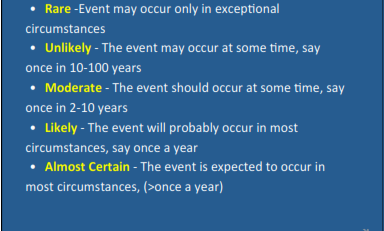 • Rare -Event may occur only in exceptional
circumstances
• Unlikely - The event may occur at some time, say
once in 10-100 years
• Moderate - The event should occur at some time, say
once in 2-10 years
• Likely - The event will probably occur in most
circumstances, say once a year
• Almost Certain - The event is expected to occur in
most circumstances, (>once a year)